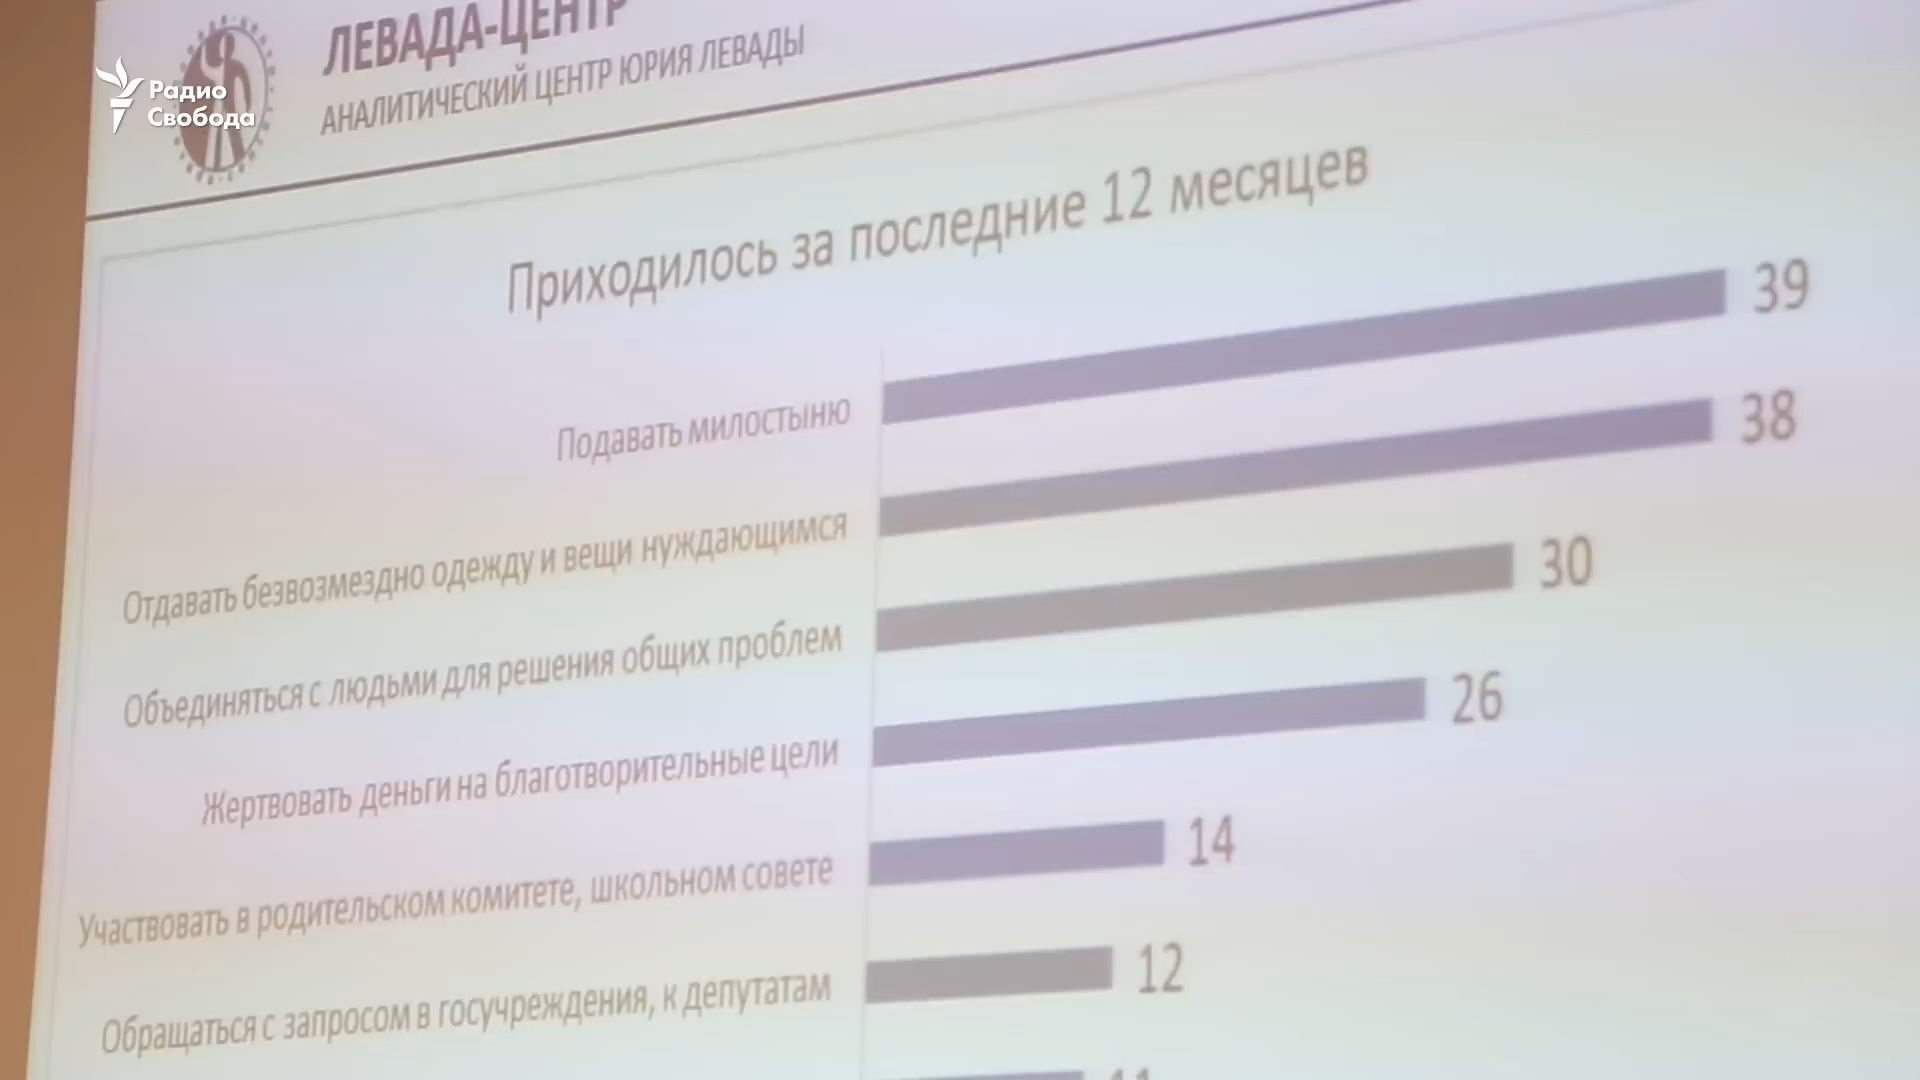 ЛЕВАДА-ЦЕНТР
АНАЛИТИЧЕСКИЙ ЦЕНТР ЮРИЯ ЛЕВАДЫ
Радио
Свобода
Приходилось за последние 12 месяцев
Подавать милостыню 39
Отдавать безвозмездно одежду и вещи нуждающимся 38
Объединяться с людьми для решения общих проблем 30
Жертвовать деньги на благотворительные цели 26
Участвовать в родительском комитете, школьном совете 14
Обращаться с запросом в госучреждения, к депутатам 12
11